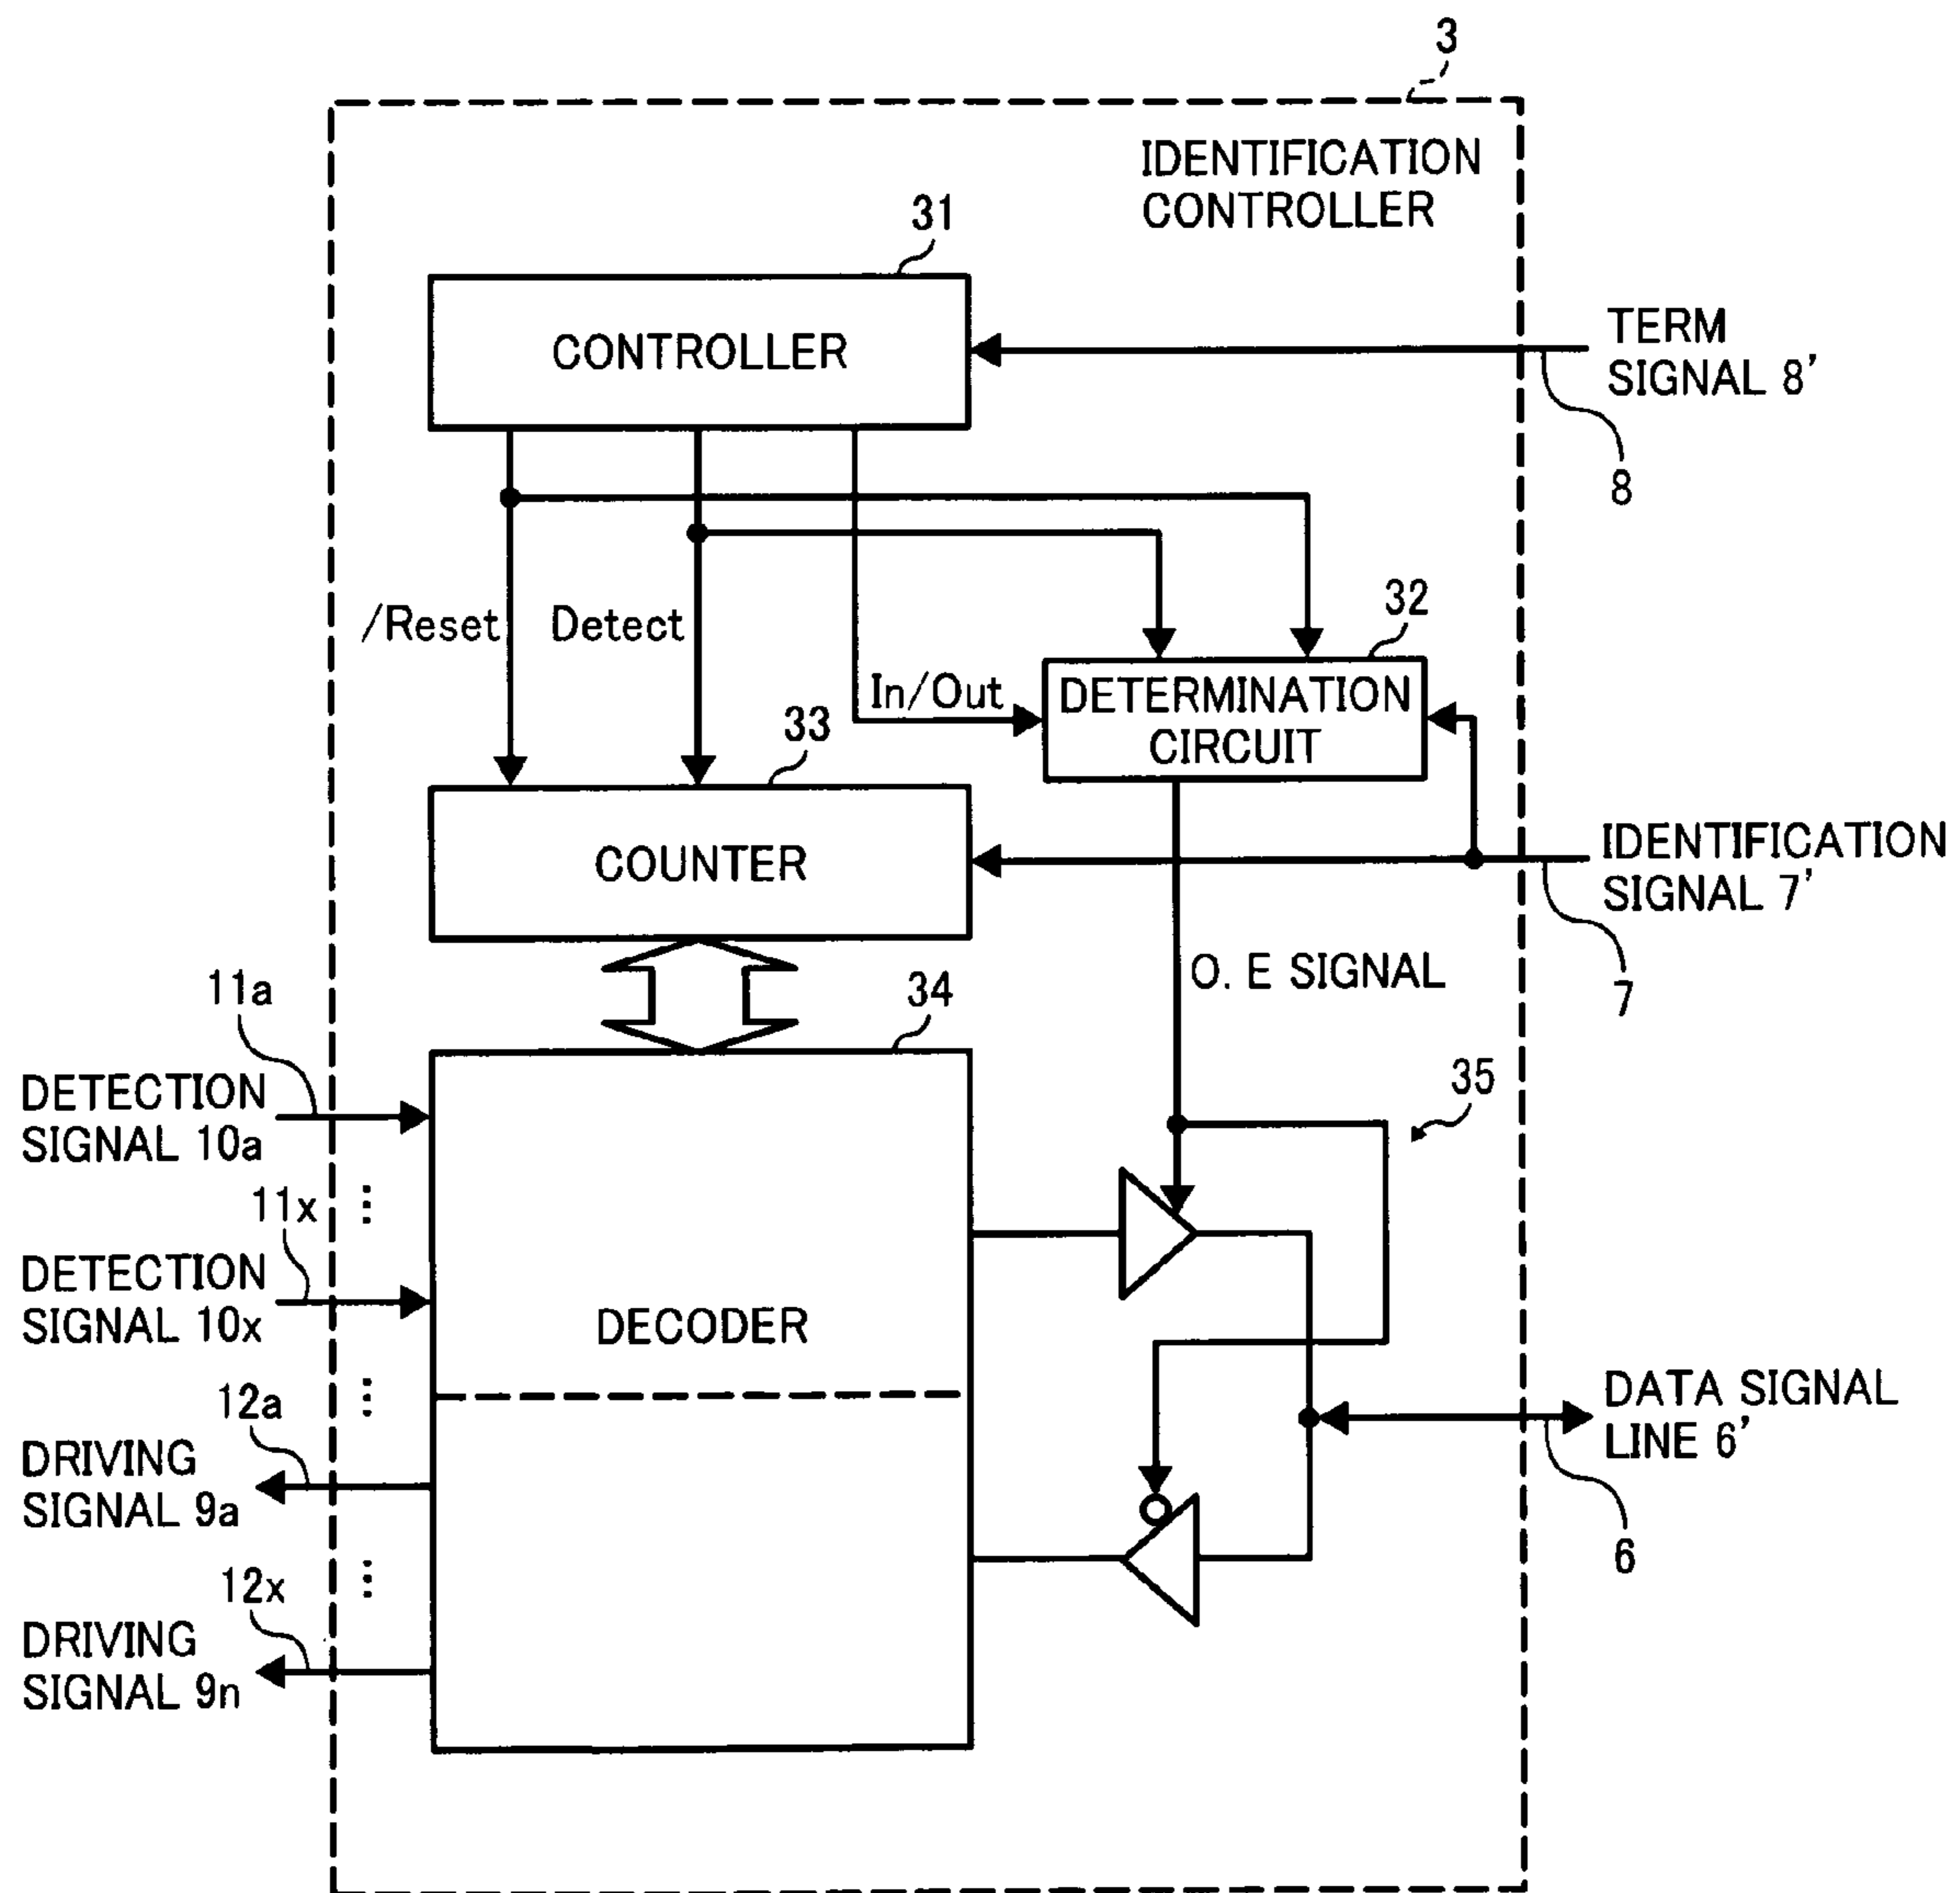 3
IDENTIFICATION
CONTROLLER
31
CONTROLLER
TERM
SIGNAL 8'
8
/Reset
Detect
In/Out
32
DETERMINATION
CIRCUIT
33
COUNTER
IDENTIFICATION
SIGNAL 7'
7
O. E SIGNAL
34
35
11a
DETECTION
SIGNAL 10a
11x
DETECTION
SIGNAL 10x
DECODER
12a
DRIVING
SIGNAL 9a
DATA SIGNAL
LINE 6'
6
12x
DRIVING
SIGNAL 9n